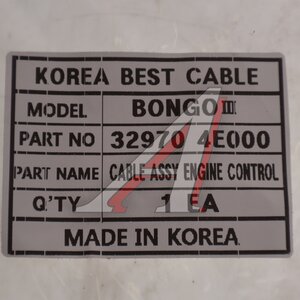 KOREA BEST CABLE
MODEL BONGO III
PART NO 32970 4E000
PART NAME CABLE ASSY ENGINE CONTROL
Q'TY 1 EA
MADE IN KOREA